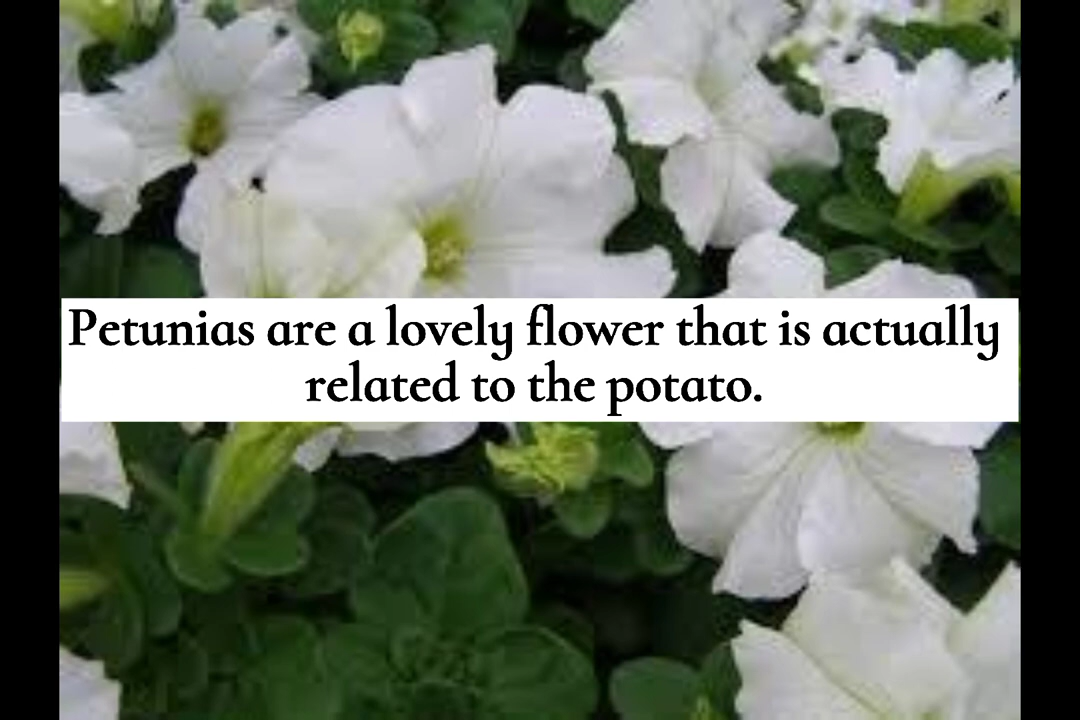 Petunias are a lovely flower that is actually
related to the potato.